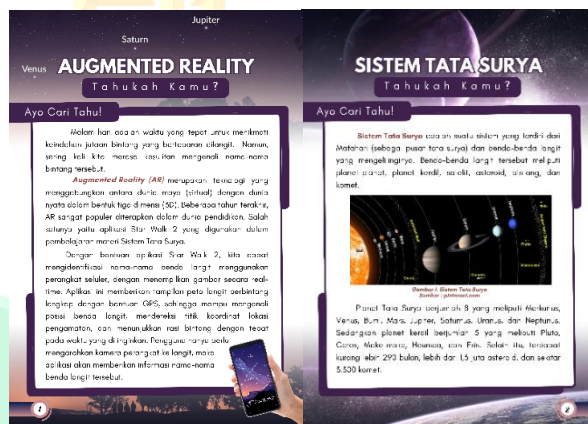 Jupiter
Saturn
Venus
AUGMENTED REALITY
Tahukah Kamu?
Ayo Cari Tahu!
Malam hari adalah waktu yang tepat untuk menikmati
keindahan jutaan bintang yang bertebaran dilangit. Namun,
sering kali kita merasa kesulitan mengenali nama-nama
bintang tersebut.
Augmented Reality (AR) merupakan teknologi yang
menggabungkan antara dunia maya (virtual) dengan dunia
nyata dalam bentuk tiga dimensi (3D). Beberapa tahun terakhir,
AR sangat populer diterapkan dalam dunia pendidikan. Salah
satunya yaitu aplikasi Star Walk 2 yang digunakan dalam
pembelajaran materi Sistem Tata Surya.
Dengan bantuan aplikasi Star Walk 2, kita dapat
mengidentifikasi nama-nama benda langit menggunakan
perangkat seluler, dengan menampilkan gambar secara real-
time. Aplikasi ini memberikan tampilan peta langit berbintang
lengkap dengan bantuan GPS, sehingga mampu mengenali
posisi benda langit, mendeteksi titik koordinat lokasi
pengamatan, dan menunjukkan rasi bintang dengan tepat
pada waktu yang diinginkan. Pengguna hanya perlu
mengarahkan kamera perangkat ke langit, maka
aplikasi akan memberikan informasi nama-nama
benda langit tersebut.
1
SISTEM TATA SURYA
Tahukah Kamu?
Ayo Cari Tahu!
Sistem Tata Surya adalah suatu sistem yang terdiri dari
Matahari (sebagai pusat tata surya) dan benda-benda langit
yang mengelilinginya. Benda-benda langit tersebut meliputi
planet-planet, planet kerdil, satelit, asteroid, bintang, dan
komet.
Gambar 1. Sistem Tata Surya
Sumber : pinterest.com
Planet Tata Surya berjumlah 8 yang meliputi Merkurius,
Venus, Bumi, Mars, Jupiter, Saturnus, Uranus, dan Neptunus.
Sedangkan planet kerdil berjumlah 5 yang meliputi Pluto,
Ceres, Makemake, Haumea, dan Eris. Selain itu, terdapat
kurang lebih 290 bulan, lebih dari 1,3 juta asteroid, dan sekitar
3.500 komet.
2